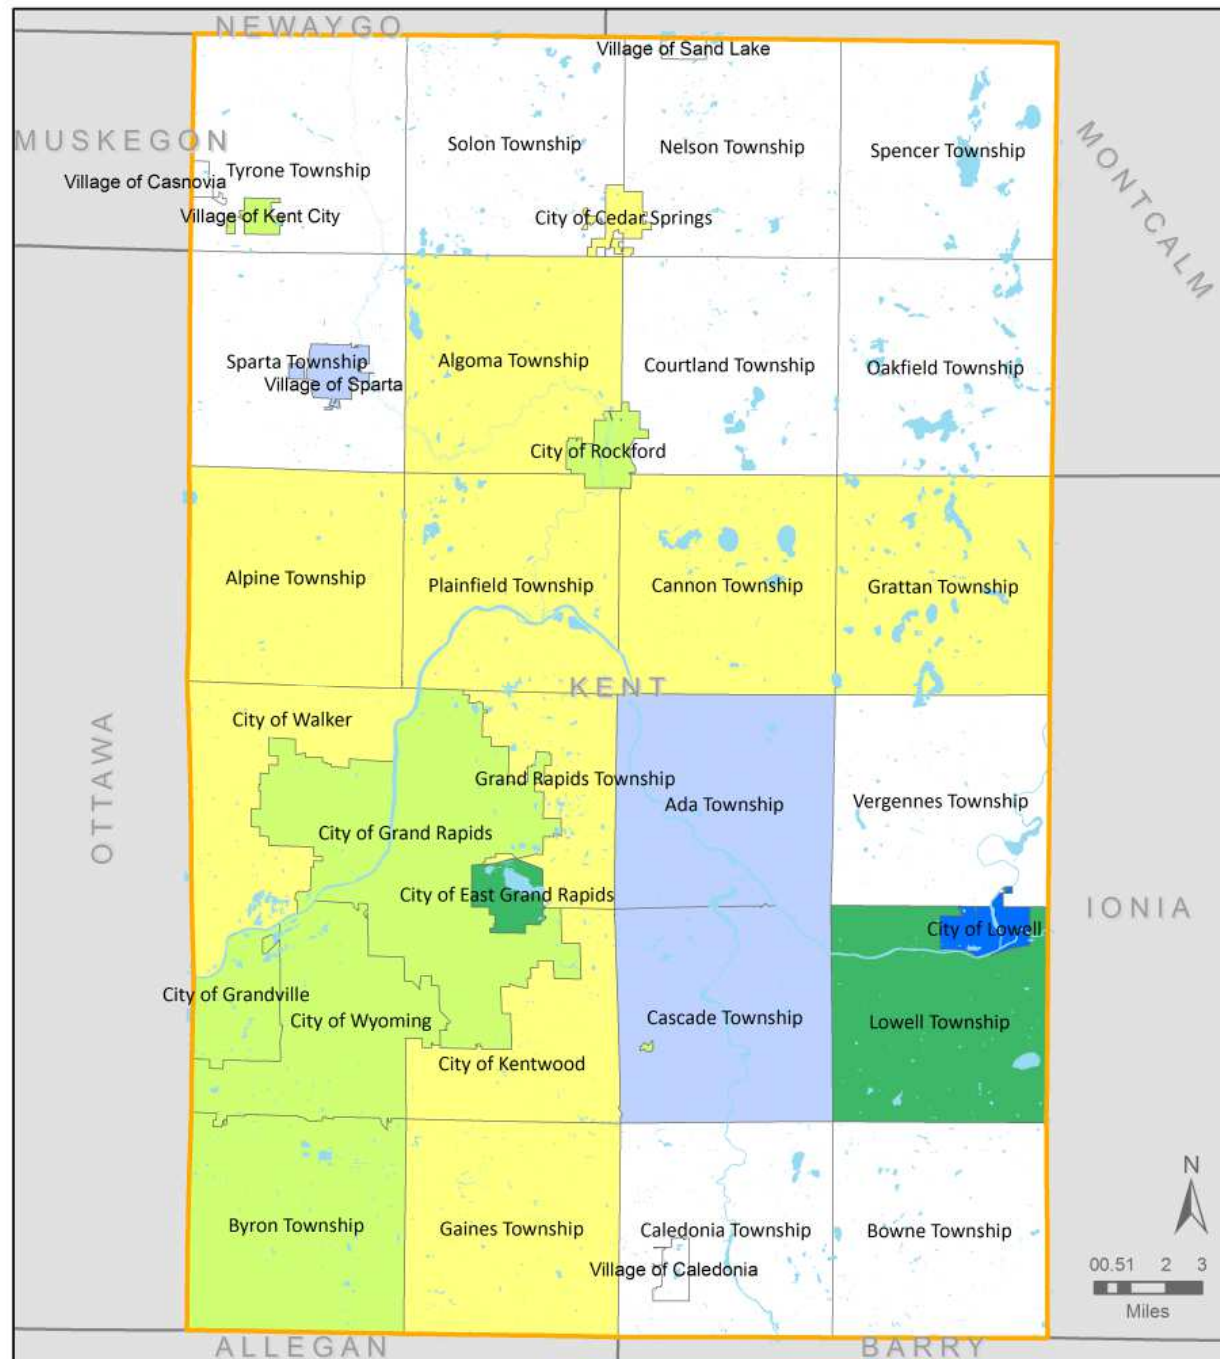 NEWAYGO
Village of Sand Lake
MUSKEGON
MONTCALM
Solon Township
Nelson Township
Spencer Township
Tyrone Township
Village of Casnovia
Village of Kent City
City of Cedar Springs
Sparta Township
Algoma Township
Courtland Township
Oakfield Township
Village of Sparta
City of Rockford
Alpine Township
Plainfield Township
Cannon Township
Grattan Township
KENT
City of Walker
OTTAWA
Grand Rapids Township
Ada Township
Vergennes Township
City of Grand Rapids
City of East Grand Rapids
IONIA
City of Lowell
City of Grandville
City of Wyoming
Cascade Township
Lowell Township
City of Kentwood
N
Byron Township
Gaines Township
Caledonia Township
Bowne Township
Village of Caledonia
00.51 2 3
Miles
ALLEGAN
BARRY